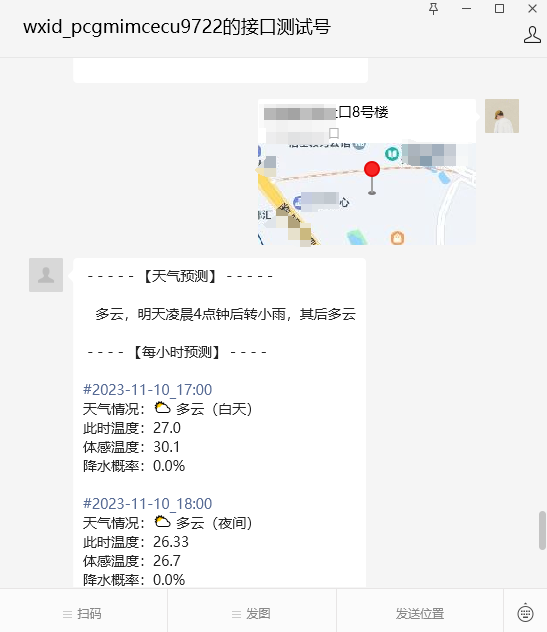 wxid_pcgmimcecu9722的接口测试号
口8号楼
口
心
汇
- - - - - 【天气预测】 - - - - -
多云，明天凌晨4点钟后转小雨，其后多云
- - - - 【每小时预测】 - - - -
#2023-11-10_17:00
天气情况：⛅ 多云（白天）
此时温度：27.0
体感温度：30.1
降水概率：0.0%
#2023-11-10_18:00
天气情况：⛅ 多云（夜间）
此时温度：26.33
体感温度：26.7
降水概率：0.0%
扫码
发图
发送位置